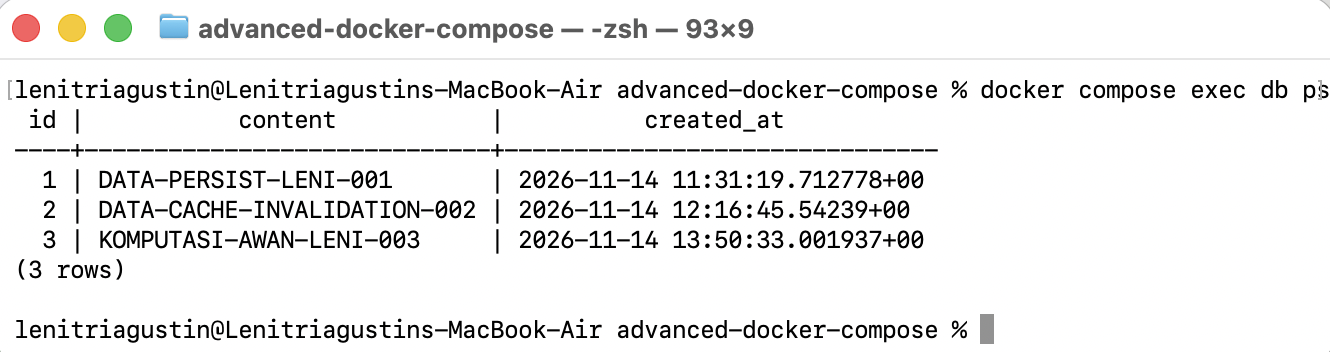 advanced-docker-compose — -zsh — 93×9
[lenitriagustin@Lenitriagustins-MacBook-Air advanced-docker-compose % docker compose exec db ps]
 id |           content           |          created_at
----+-----------------------------+-------------------------------
  1 | DATA-PERSIST-LENI-001       | 2026-11-14 11:31:19.712778+00
  2 | DATA-CACHE-INVALIDATION-002 | 2026-11-14 12:16:45.54239+00
  3 | KOMPUTASI-AWAN-LENI-003     | 2026-11-14 13:50:33.001937+00
(3 rows)
lenitriagustin@Lenitriagustins-MacBook-Air advanced-docker-compose %